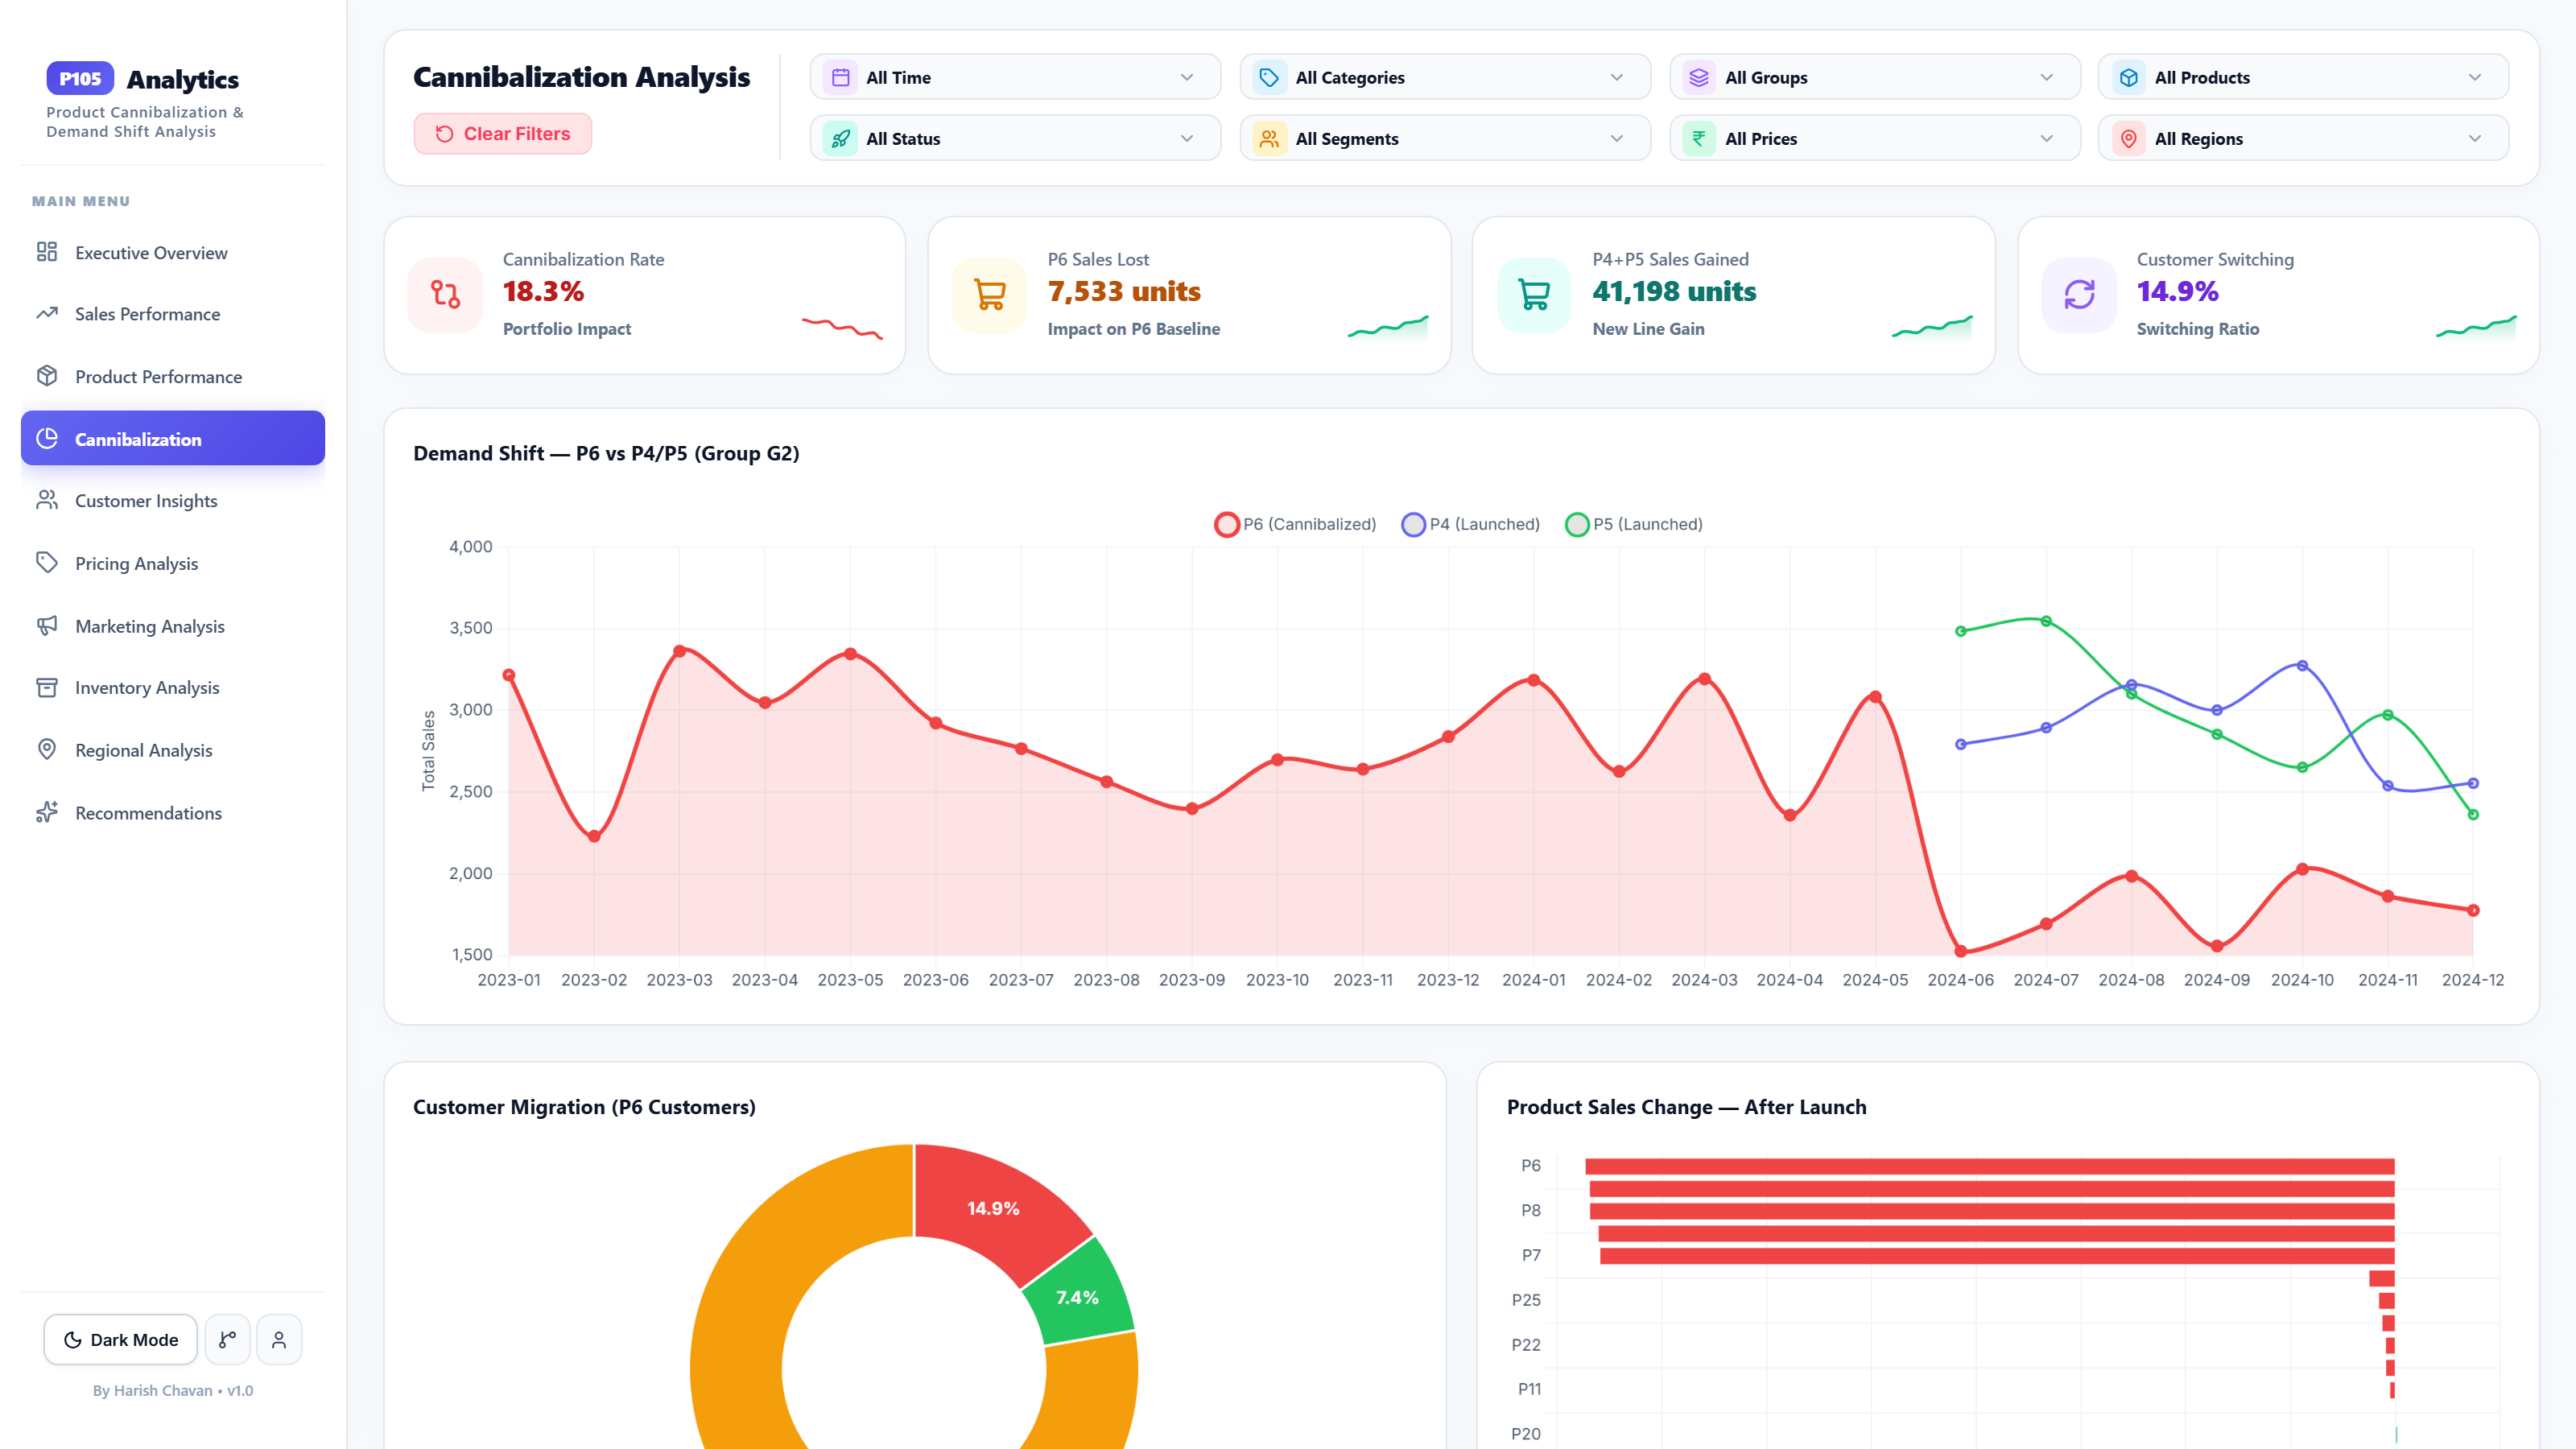 P105 Analytics
Product Cannibalization &
Demand Shift Analysis
MAIN MENU
Executive Overview
Sales Performance
Product Performance
Cannibalization
Customer Insights
Pricing Analysis
Marketing Analysis
Inventory Analysis
Regional Analysis
Recommendations
Dark Mode
By Harish Chavan • v1.0
Cannibalization Analysis
Clear Filters
All Time
All Categories
All Groups
All Products
All Status
All Segments
₹ All Prices
All Regions
Cannibalization Rate
18.3%
Portfolio Impact
P6 Sales Lost
7,533 units
Impact on P6 Baseline
P4+P5 Sales Gained
41,198 units
New Line Gain
Customer Switching
14.9%
Switching Ratio
Demand Shift — P6 vs P4/P5 (Group G2)
P6 (Cannibalized) P4 (Launched) P5 (Launched)
Total Sales
4,000
3,500
3,000
2,500
2,000
1,500
2023-01 2023-02 2023-03 2023-04 2023-05 2023-06 2023-07 2023-08 2023-09 2023-10 2023-11 2023-12 2024-01 2024-02 2024-03 2024-04 2024-05 2024-06 2024-07 2024-08 2024-09 2024-10 2024-11 2024-12
Customer Migration (P6 Customers)
14.9%
7.4%
Product Sales Change — After Launch
P6
P8
P7
P25
P22
P11
P20